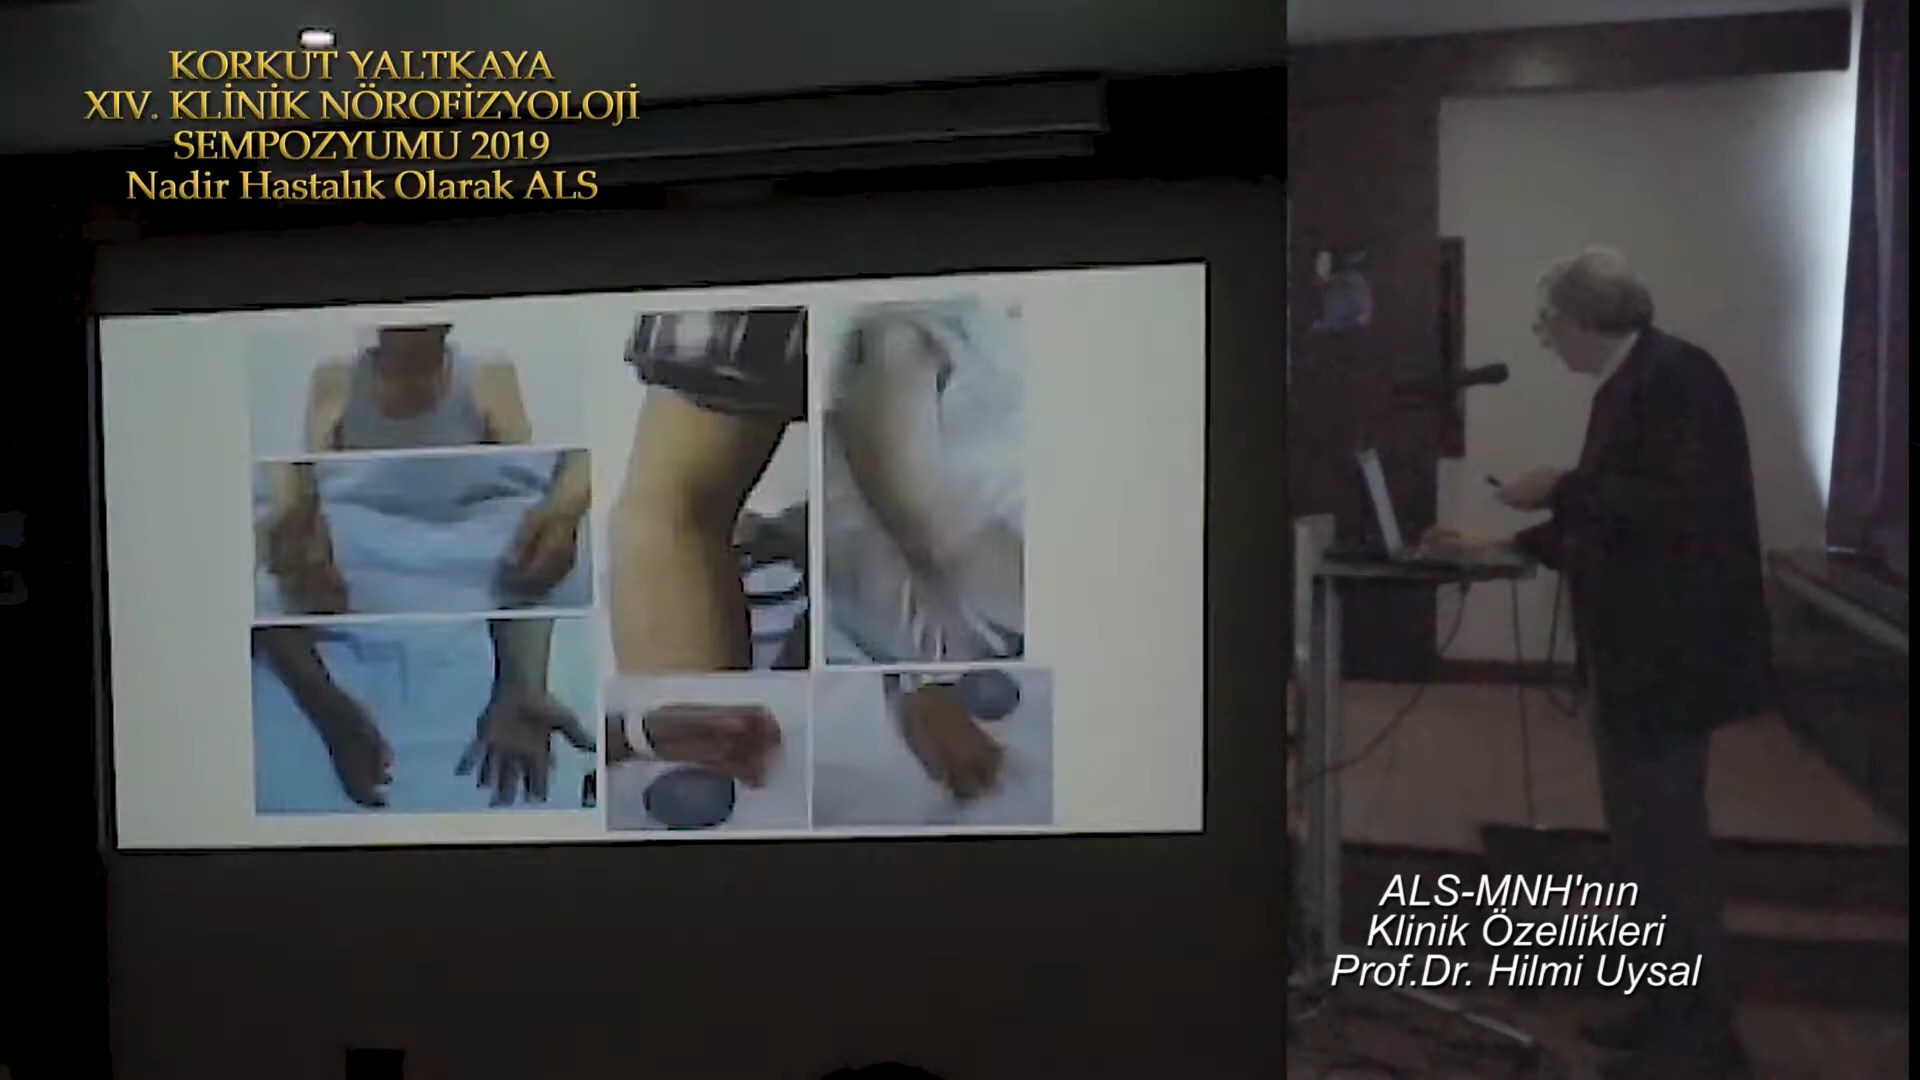 KORKUT YALTKAYA
XIV. KLİNİK NÖROFİZYOLOJİ
SEMPOZYUMU 2019
Nadir Hastalık Olarak ALS
ALS-MNH'nın
Klinik Özellikleri
Prof.Dr. Hilmi Uysal